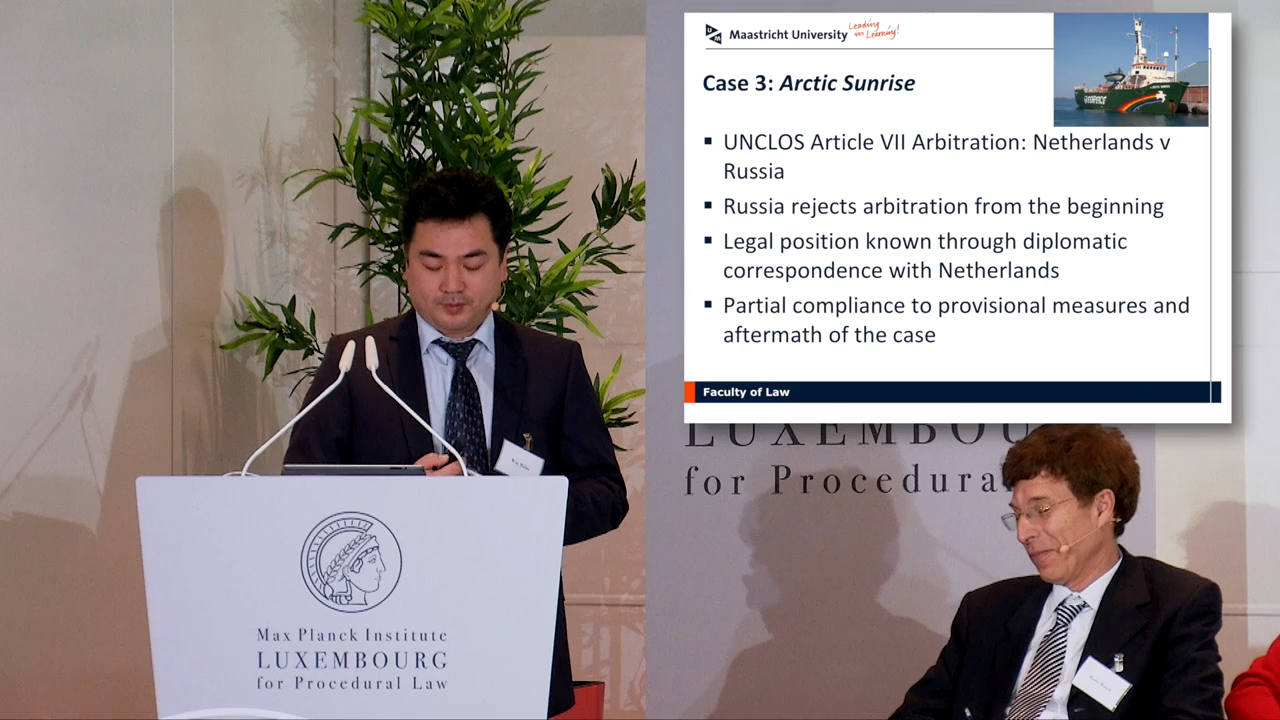 Maastricht University
Leading
in Learning!
Case 3: Arctic Sunrise
▪ UNCLOS Article VII Arbitration: Netherlands v
Russia
▪ Russia rejects arbitration from the beginning
▪ Legal position known through diplomatic
correspondence with Netherlands
▪ Partial compliance to provisional measures and
aftermath of the case
Faculty of Law
LUXEMBOU
for Procedural
Max Planck Institute
LUXEMBOURG
for Procedural Law